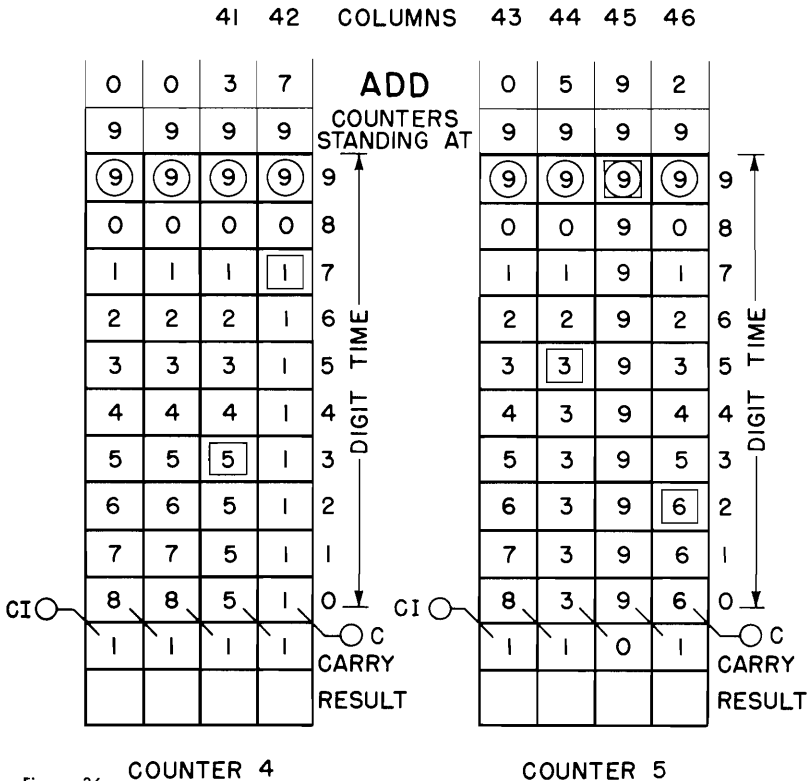 41 42 COLUMNS 43 44 45 46
0 0 3 7 ADD 0 5 9 2
9 9 9 9 COUNTERS STANDING AT 9 9 9 9
9 9 9 9 9 9 9 9 9 9
0 0 0 0 8 0 0 9 0 8
1 1 1 1 7 1 1 9 1 7
2 2 2 1 6 2 2 9 2 6
3 3 3 1 5 3 3 9 3 5
4 4 4 1 4 4 3 9 4 4
5 5 5 1 3 5 3 9 5 3
6 6 5 1 2 6 3 9 6 2
7 7 5 1 1 7 3 9 6 1
CI 8 8 5 1 0 CI 8 3 9 6 0
1 1 1 1 C 1 1 0 1 C
CARRY CARRY
RESULT RESULT
DIGIT TIME DIGIT TIME
COUNTER 4 COUNTER 5